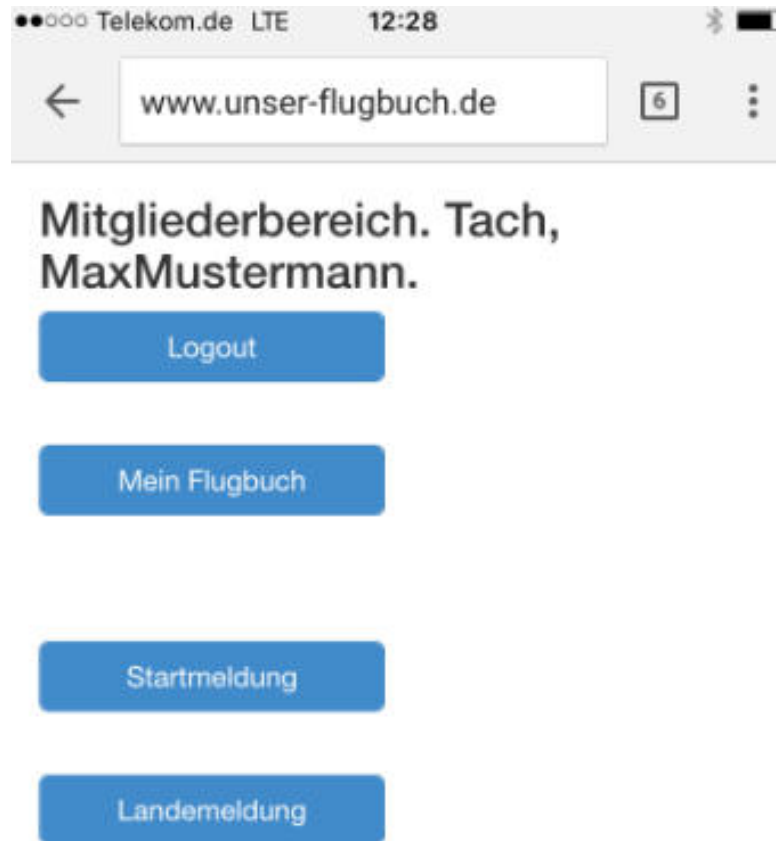 Telekom.de LTE 12:28
www.unser-flugbuch.de 6
Mitgliederbereich. Tach,
MaxMustermann.
Logout
Mein Flugbuch
Startmeldung
Landemeldung